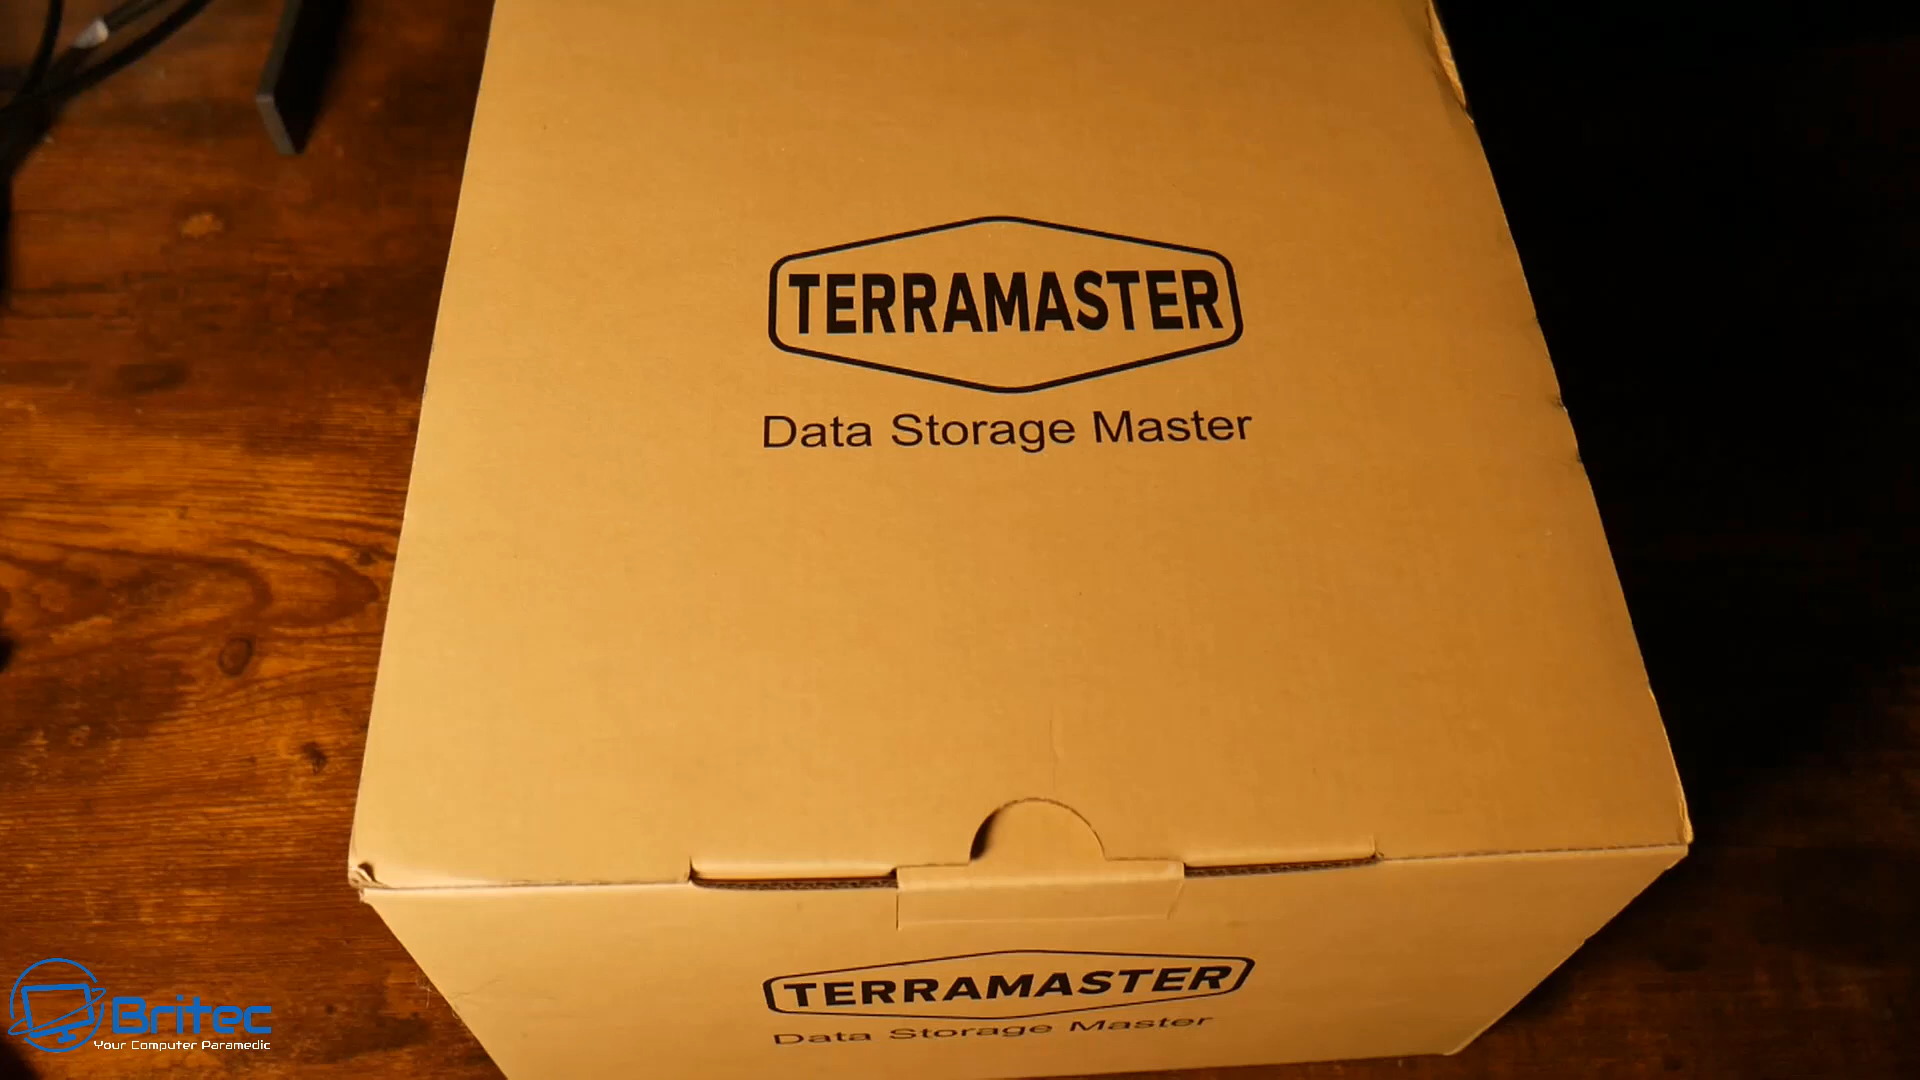 TERRAMASTER
Data Storage Master
TERRAMASTER
Data Storage Master
Britec
Your Computer Paramedic